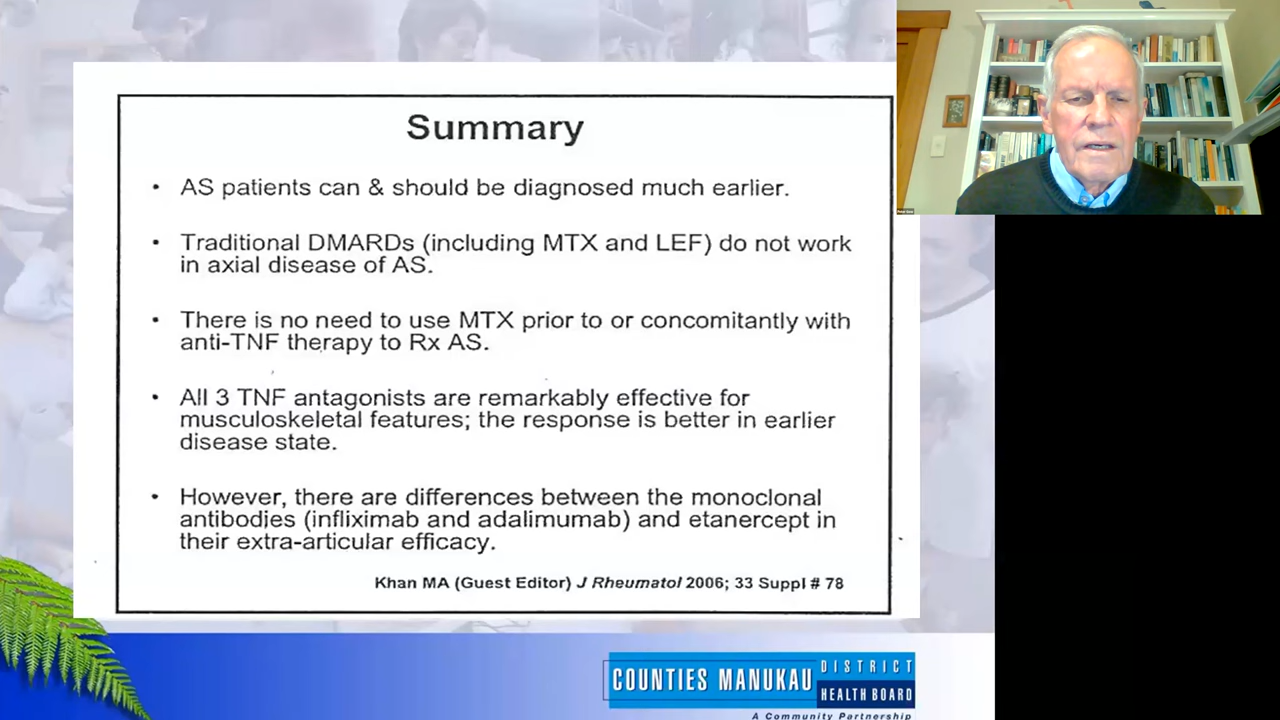 Summary
• AS patients can & should be diagnosed much earlier.
• Traditional DMARDs (including MTX and LEF) do not work
in axial disease of AS.
• There is no need to use MTX prior to or concomitantly with
anti-TNF therapy to Rx AS.
• All 3 TNF antagonists are remarkably effective for
musculoskeletal features; the response is better in earlier
disease state.
• However, there are differences between the monoclonal
antibodies (infliximab and adalimumab) and etanercept in
their extra-articular efficacy.
Khan MA (Guest Editor) J Rheumatol 2006; 33 Suppl # 78
COUNTIES MANUKAU
DISTRICT
HEALTH BOARD
A Community Partnership